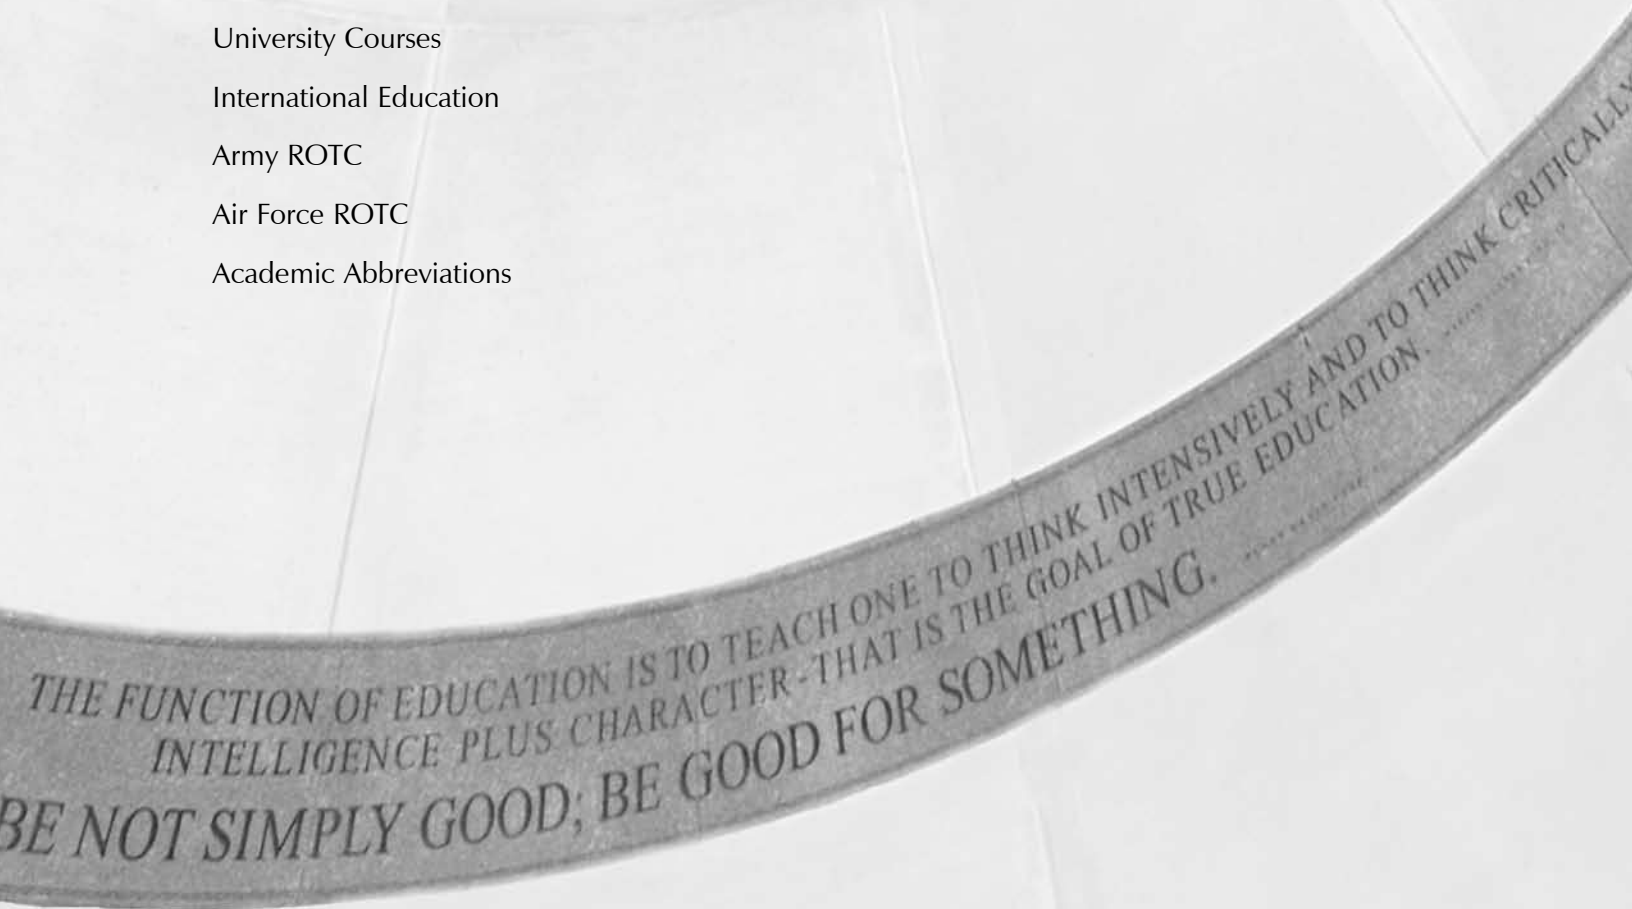 University Courses
International Education
Army ROTC
Air Force ROTC
Academic Abbreviations
THE FUNCTION OF EDUCATION IS TO TEACH ONE TO THINK INTENSIVELY AND TO THINK CRITICALLY
INTELLIGENCE PLUS CHARACTER-THAT IS THE GOAL OF TRUE EDUCATION.
BE NOT SIMPLY GOOD; BE GOOD FOR SOMETHING.